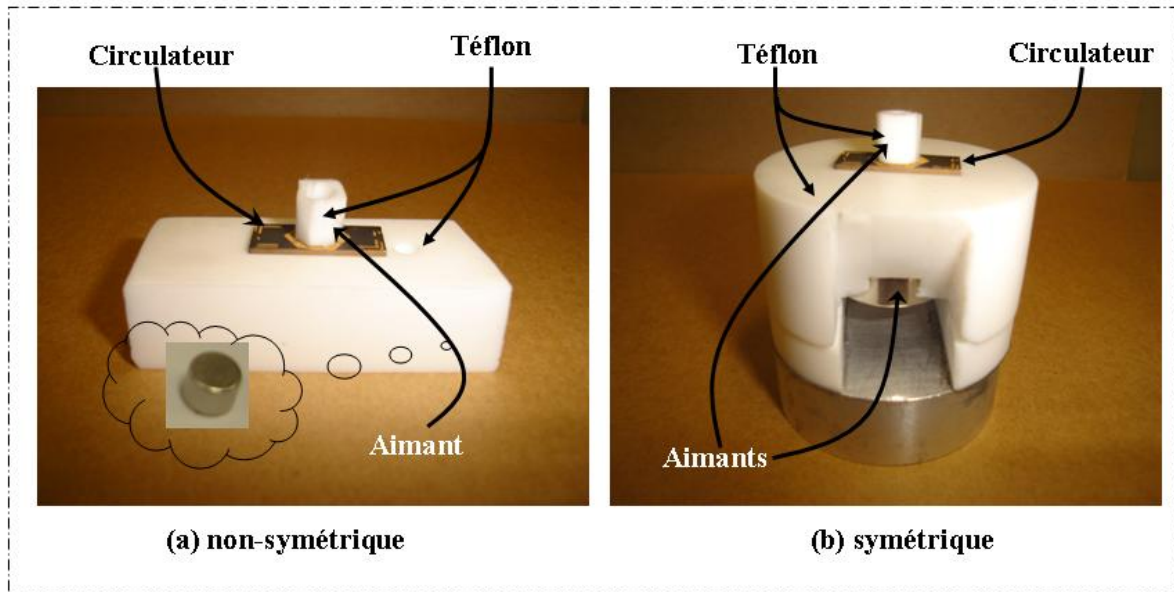 Circulateur
Téflon
Aimant
(a) non-symétrique
Téflon
Circulateur
Aimants
(b) symétrique